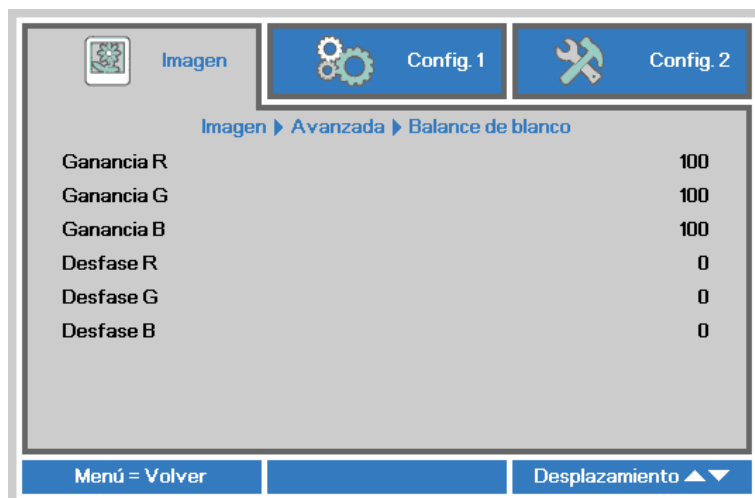 Imagen Config. 1 Config. 2
Imagen ▶ Avanzada ▶ Balance de blanco
Ganancia R 100
Ganancia G 100
Ganancia B 100
Desfase R 0
Desfase G 0
Desfase B 0
Menú = Volver Desplazamiento ▲▼